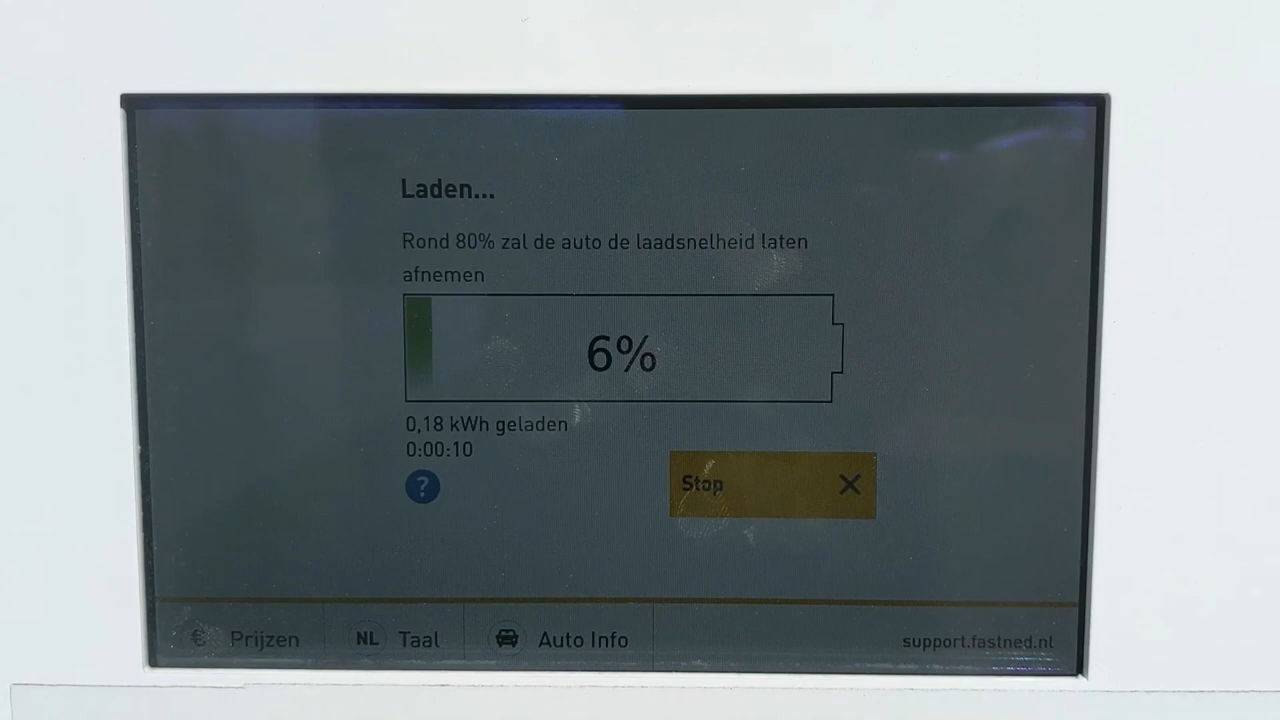 Laden...
Rond 80% zal de auto de laadsnelheid laten
afnemen
6%
0,18 kWh geladen
0:00:10
?
Stop
€ Prijzen NL Taal Auto Info support.fastned.nl